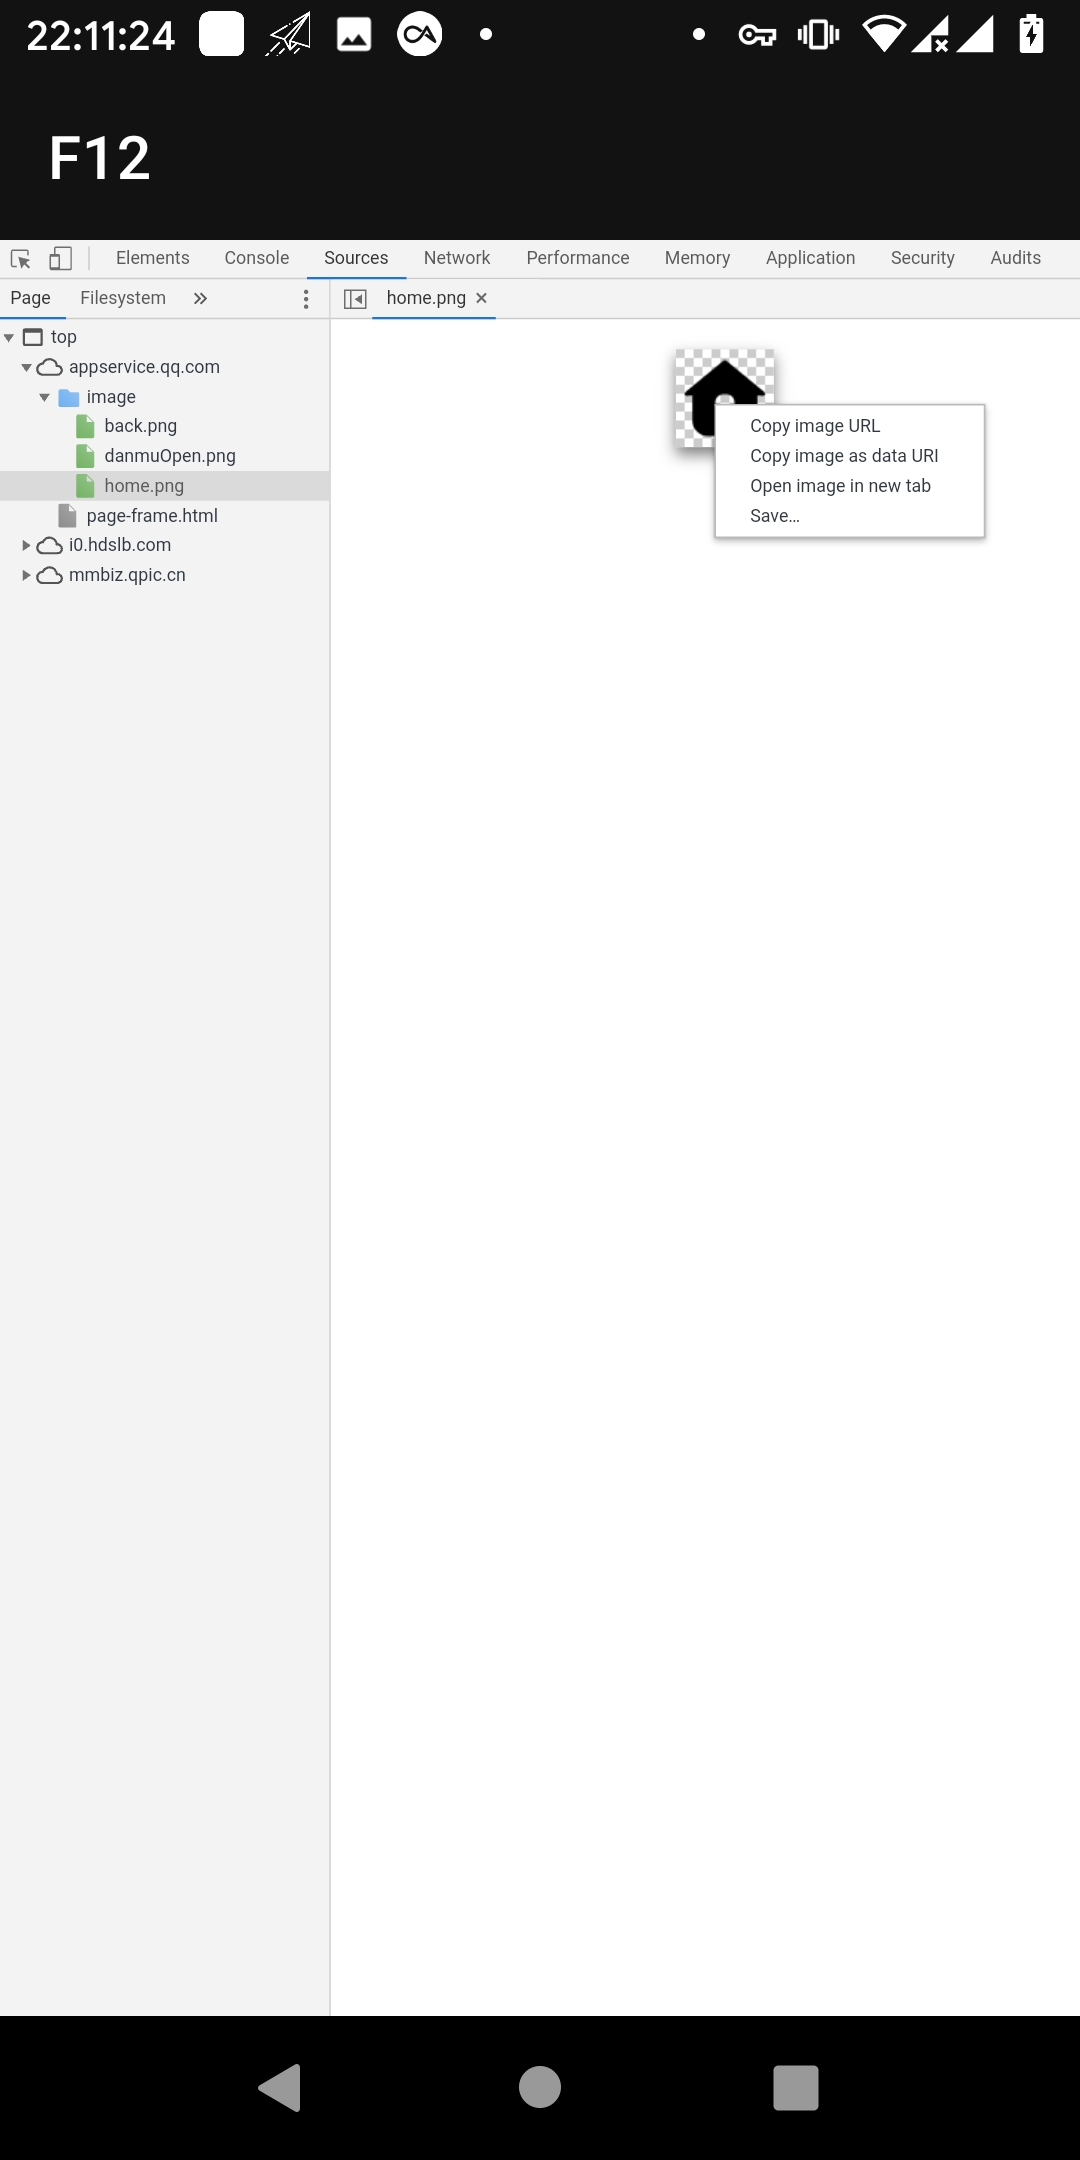 22:11:24
F12
Elements Console Sources Network Performance Memory Application Security Audits
Page Filesystem » home.png ×
top
appservice.qq.com
image
back.png
danmuOpen.png
home.png
page-frame.html
i0.hdslb.com
mmbiz.qpic.cn
Copy image URL
Copy image as data URI
Open image in new tab
Save…